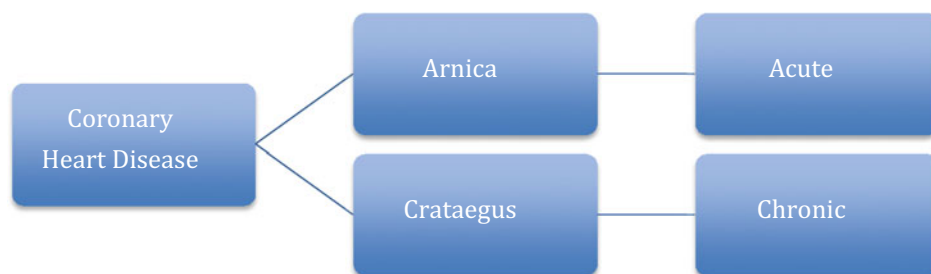 Coronary
Heart Disease
Arnica
Acute
Crataegus
Chronic